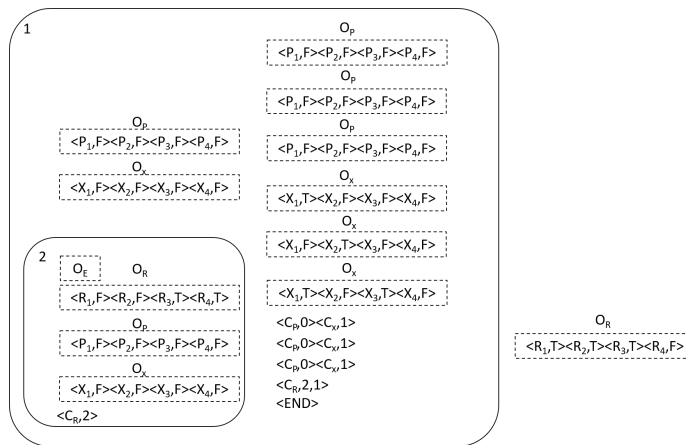 1
O_P
<P_1,F><P_2,F><P_3,F><P_4,F>
O_X
<X_1,F><X_2,F><X_3,F><X_4,F>
2
O_E O_R
<R_1,F><R_2,F><R_3,T><R_4,T>
O_P
<P_1,F><P_2,F><P_3,F><P_4,F>
O_X
<X_1,F><X_2,F><X_3,F><X_4,F>
<C_R,2>
O_P
<P_1,F><P_2,F><P_3,F><P_4,F>
O_P
<P_1,F><P_2,F><P_3,F><P_4,F>
O_P
<P_1,F><P_2,F><P_3,F><P_4,F>
O_x
<X_1,T><X_2,F><X_3,F><X_4,F>
O_x
<X_1,F><X_2,T><X_3,F><X_4,F>
O_x
<X_1,T><X_2,F><X_3,T><X_4,F>
<C_P,0><C_x,1>
<C_P,0><C_x,1>
<C_P,0><C_x,1>
<C_R,2,1>
<END>
O_R
<R_1,T><R_2,T><R_3,T><R_4,F>